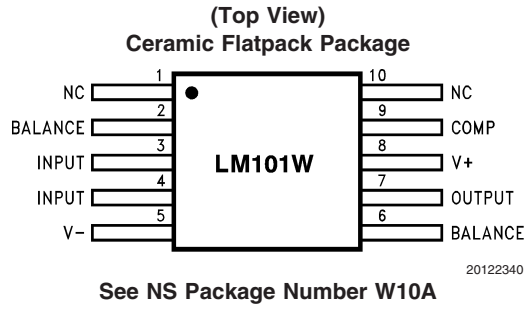 (Top View)
Ceramic Flatpack Package
1 10
NC NC
2 9
BALANCE COMP
3 8
INPUT LM101W V+
4 7
INPUT OUTPUT
5 6
V- BALANCE
20122340
See NS Package Number W10A